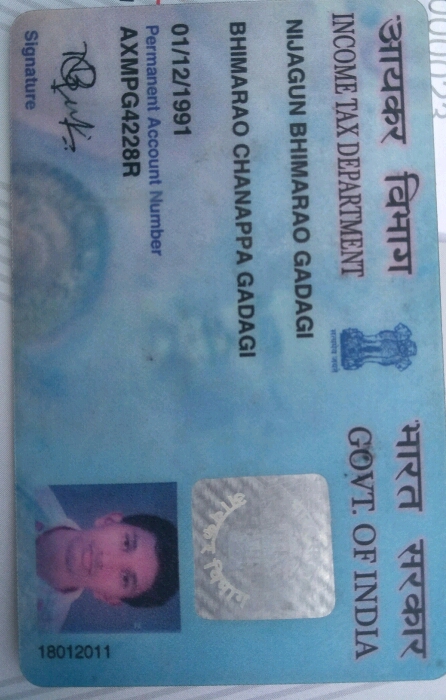 आयकर विभाग
INCOME TAX DEPARTMENT
भारत सरकार
GOVT. OF INDIA
NIJAGUN BHIMARAO GADAGI
BHIMARAO CHANAPPA GADAGI
01/12/1991
Permanent Account Number
AXMPG4228R
Signature
18012011